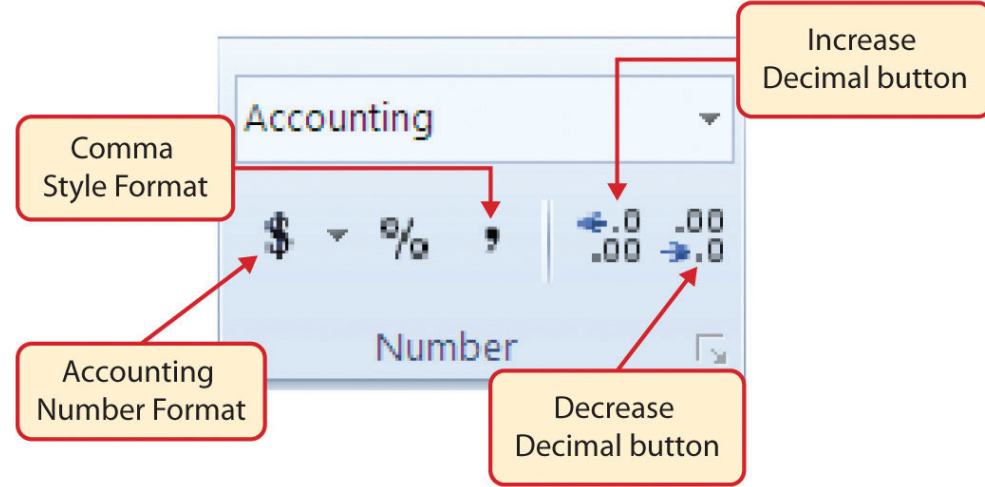 Increase
Decimal button
Accounting
Comma
Style Format
$ % , .0 .00
.00 .0
Number
Accounting
Number Format
Decrease
Decimal button